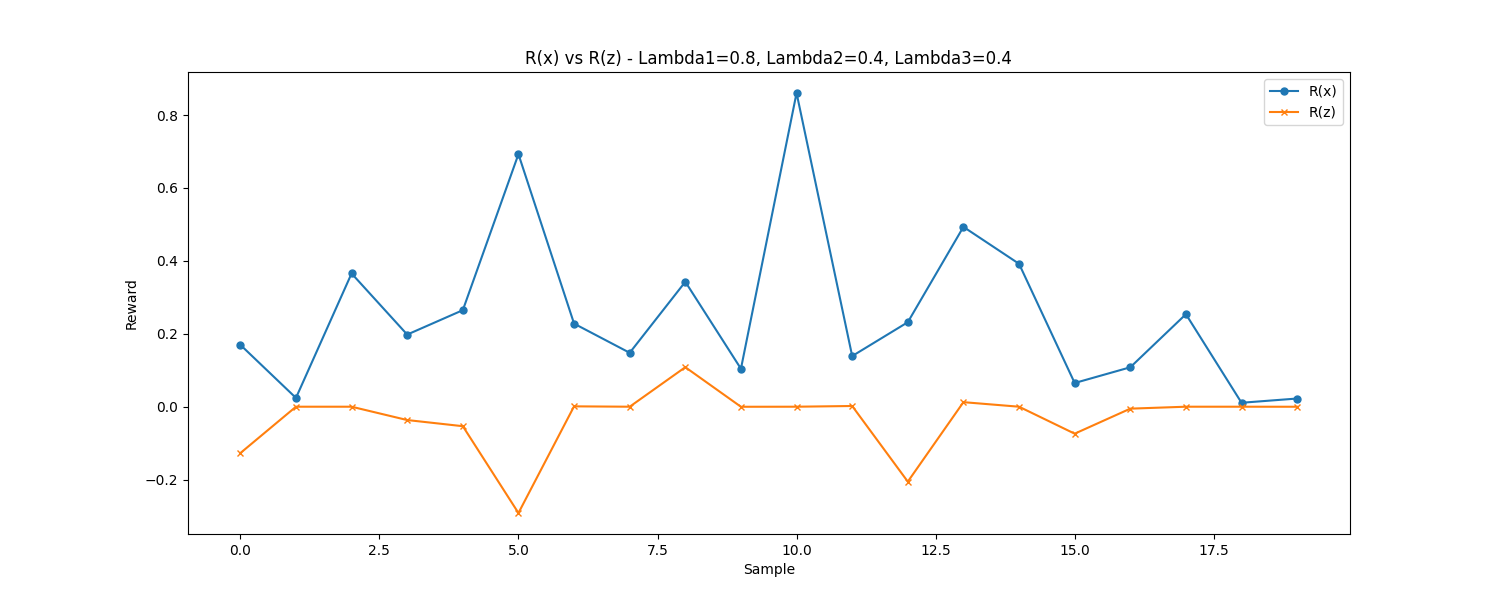 R(x) vs R(z) - Lambda1=0.8, Lambda2=0.4, Lambda3=0.4
R(x)
R(z)
0.8
0.6
0.4
0.2
0.0
−0.2
Reward
0.0 2.5 5.0 7.5 10.0 12.5 15.0 17.5
Sample